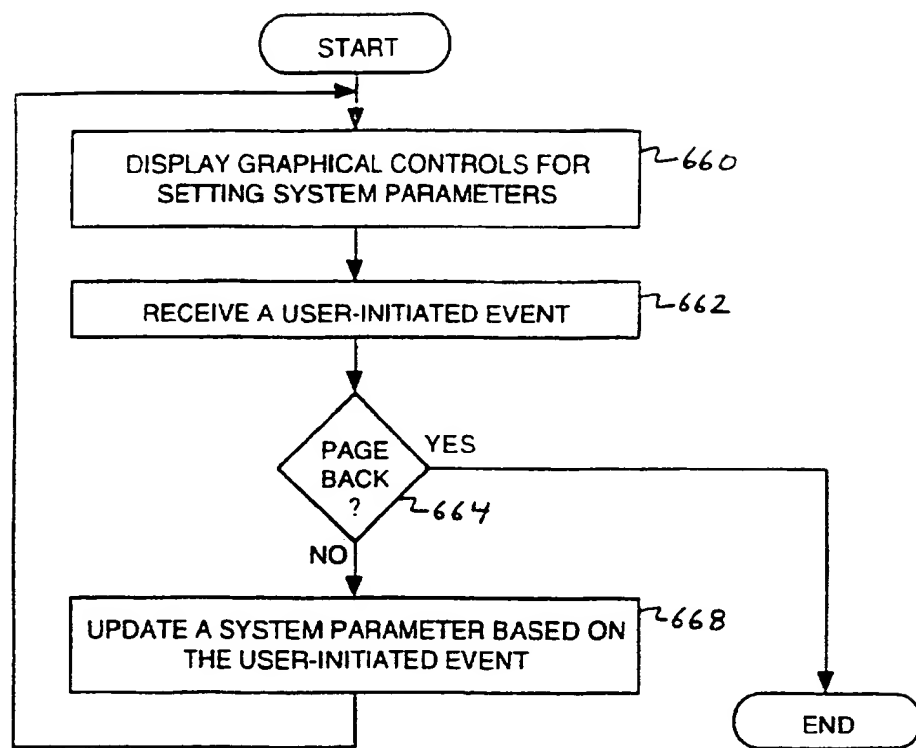 START
DISPLAY GRAPHICAL CONTROLS FOR
SETTING SYSTEM PARAMETERS
660
RECEIVE A USER-INITIATED EVENT
662
PAGE
BACK
?
YES
664
NO
UPDATE A SYSTEM PARAMETER BASED ON
THE USER-INITIATED EVENT
668
END